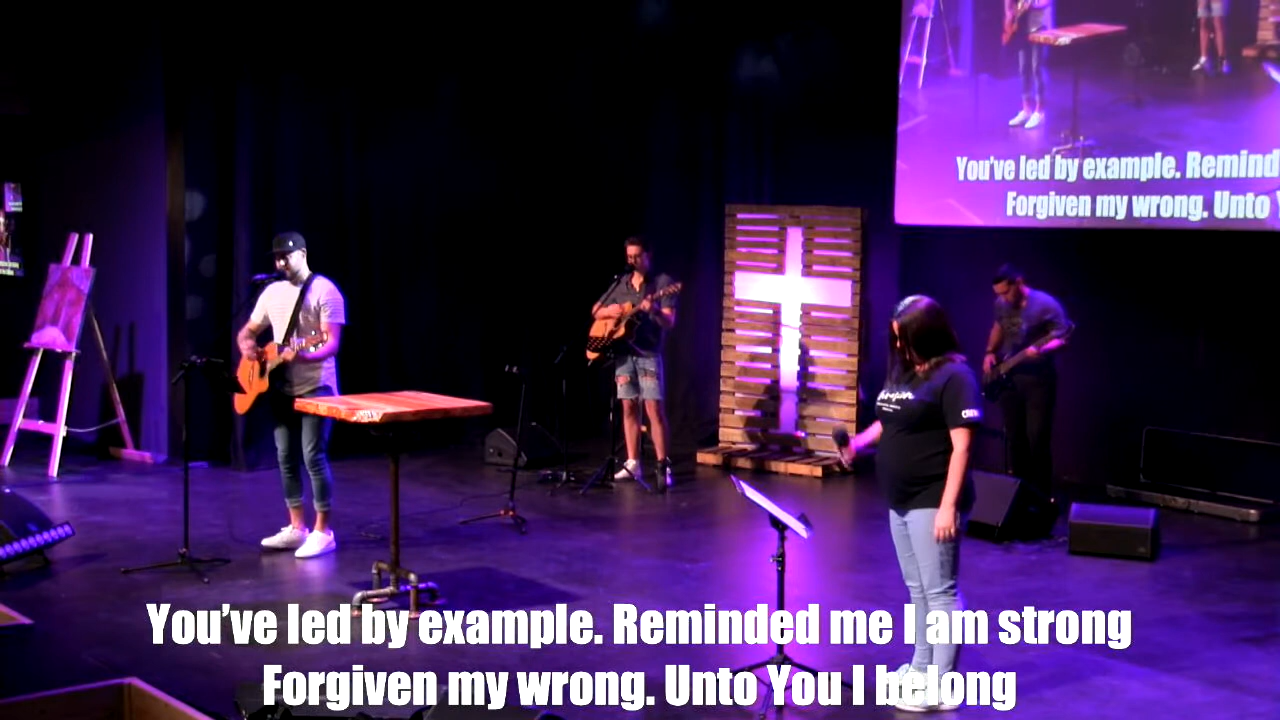 You've led by example. Remind
Forgiven my wrong. Unto
You've led by example. Reminded me I am strong
Forgiven my wrong. Unto You I belong